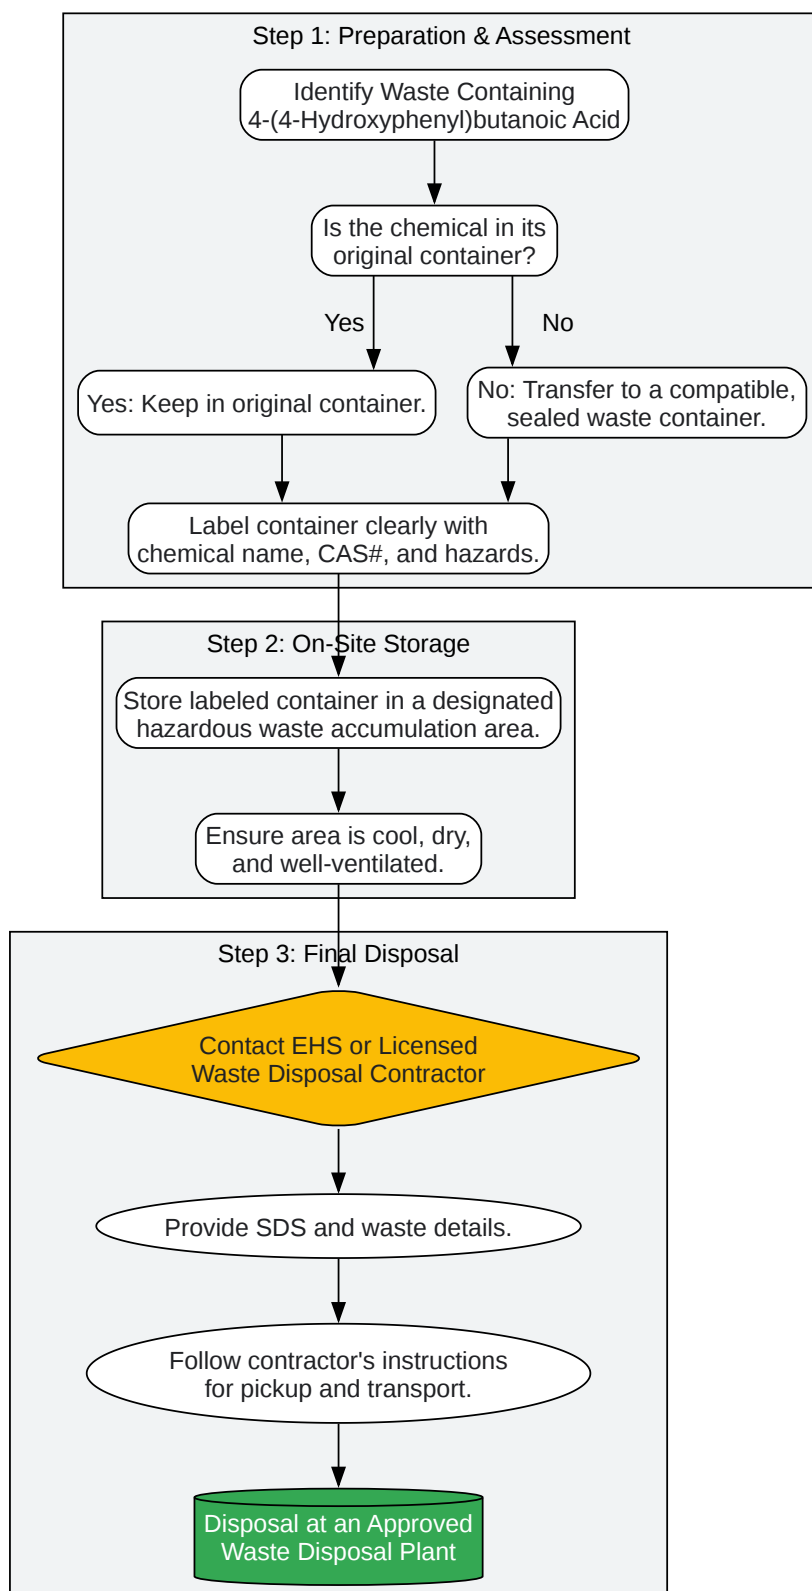 Step 1: Preparation & Assessment
Identify Waste Containing
4-(4-Hydroxyphenyl)butanoic Acid
Is the chemical in its
original container?
Yes
No
Yes: Keep in original container.
No: Transfer to a compatible,
sealed waste container.
Label container clearly with
chemical name, CAS#, and hazards.
Step 2: On-Site Storage
Store labeled container in a designated
hazardous waste accumulation area.
Ensure area is cool, dry,
and well-ventilated.
Step 3: Final Disposal
Contact EHS or Licensed
Waste Disposal Contractor
Provide SDS and waste details.
Follow contractor's instructions
for pickup and transport.
Disposal at an Approved
Waste Disposal Plant